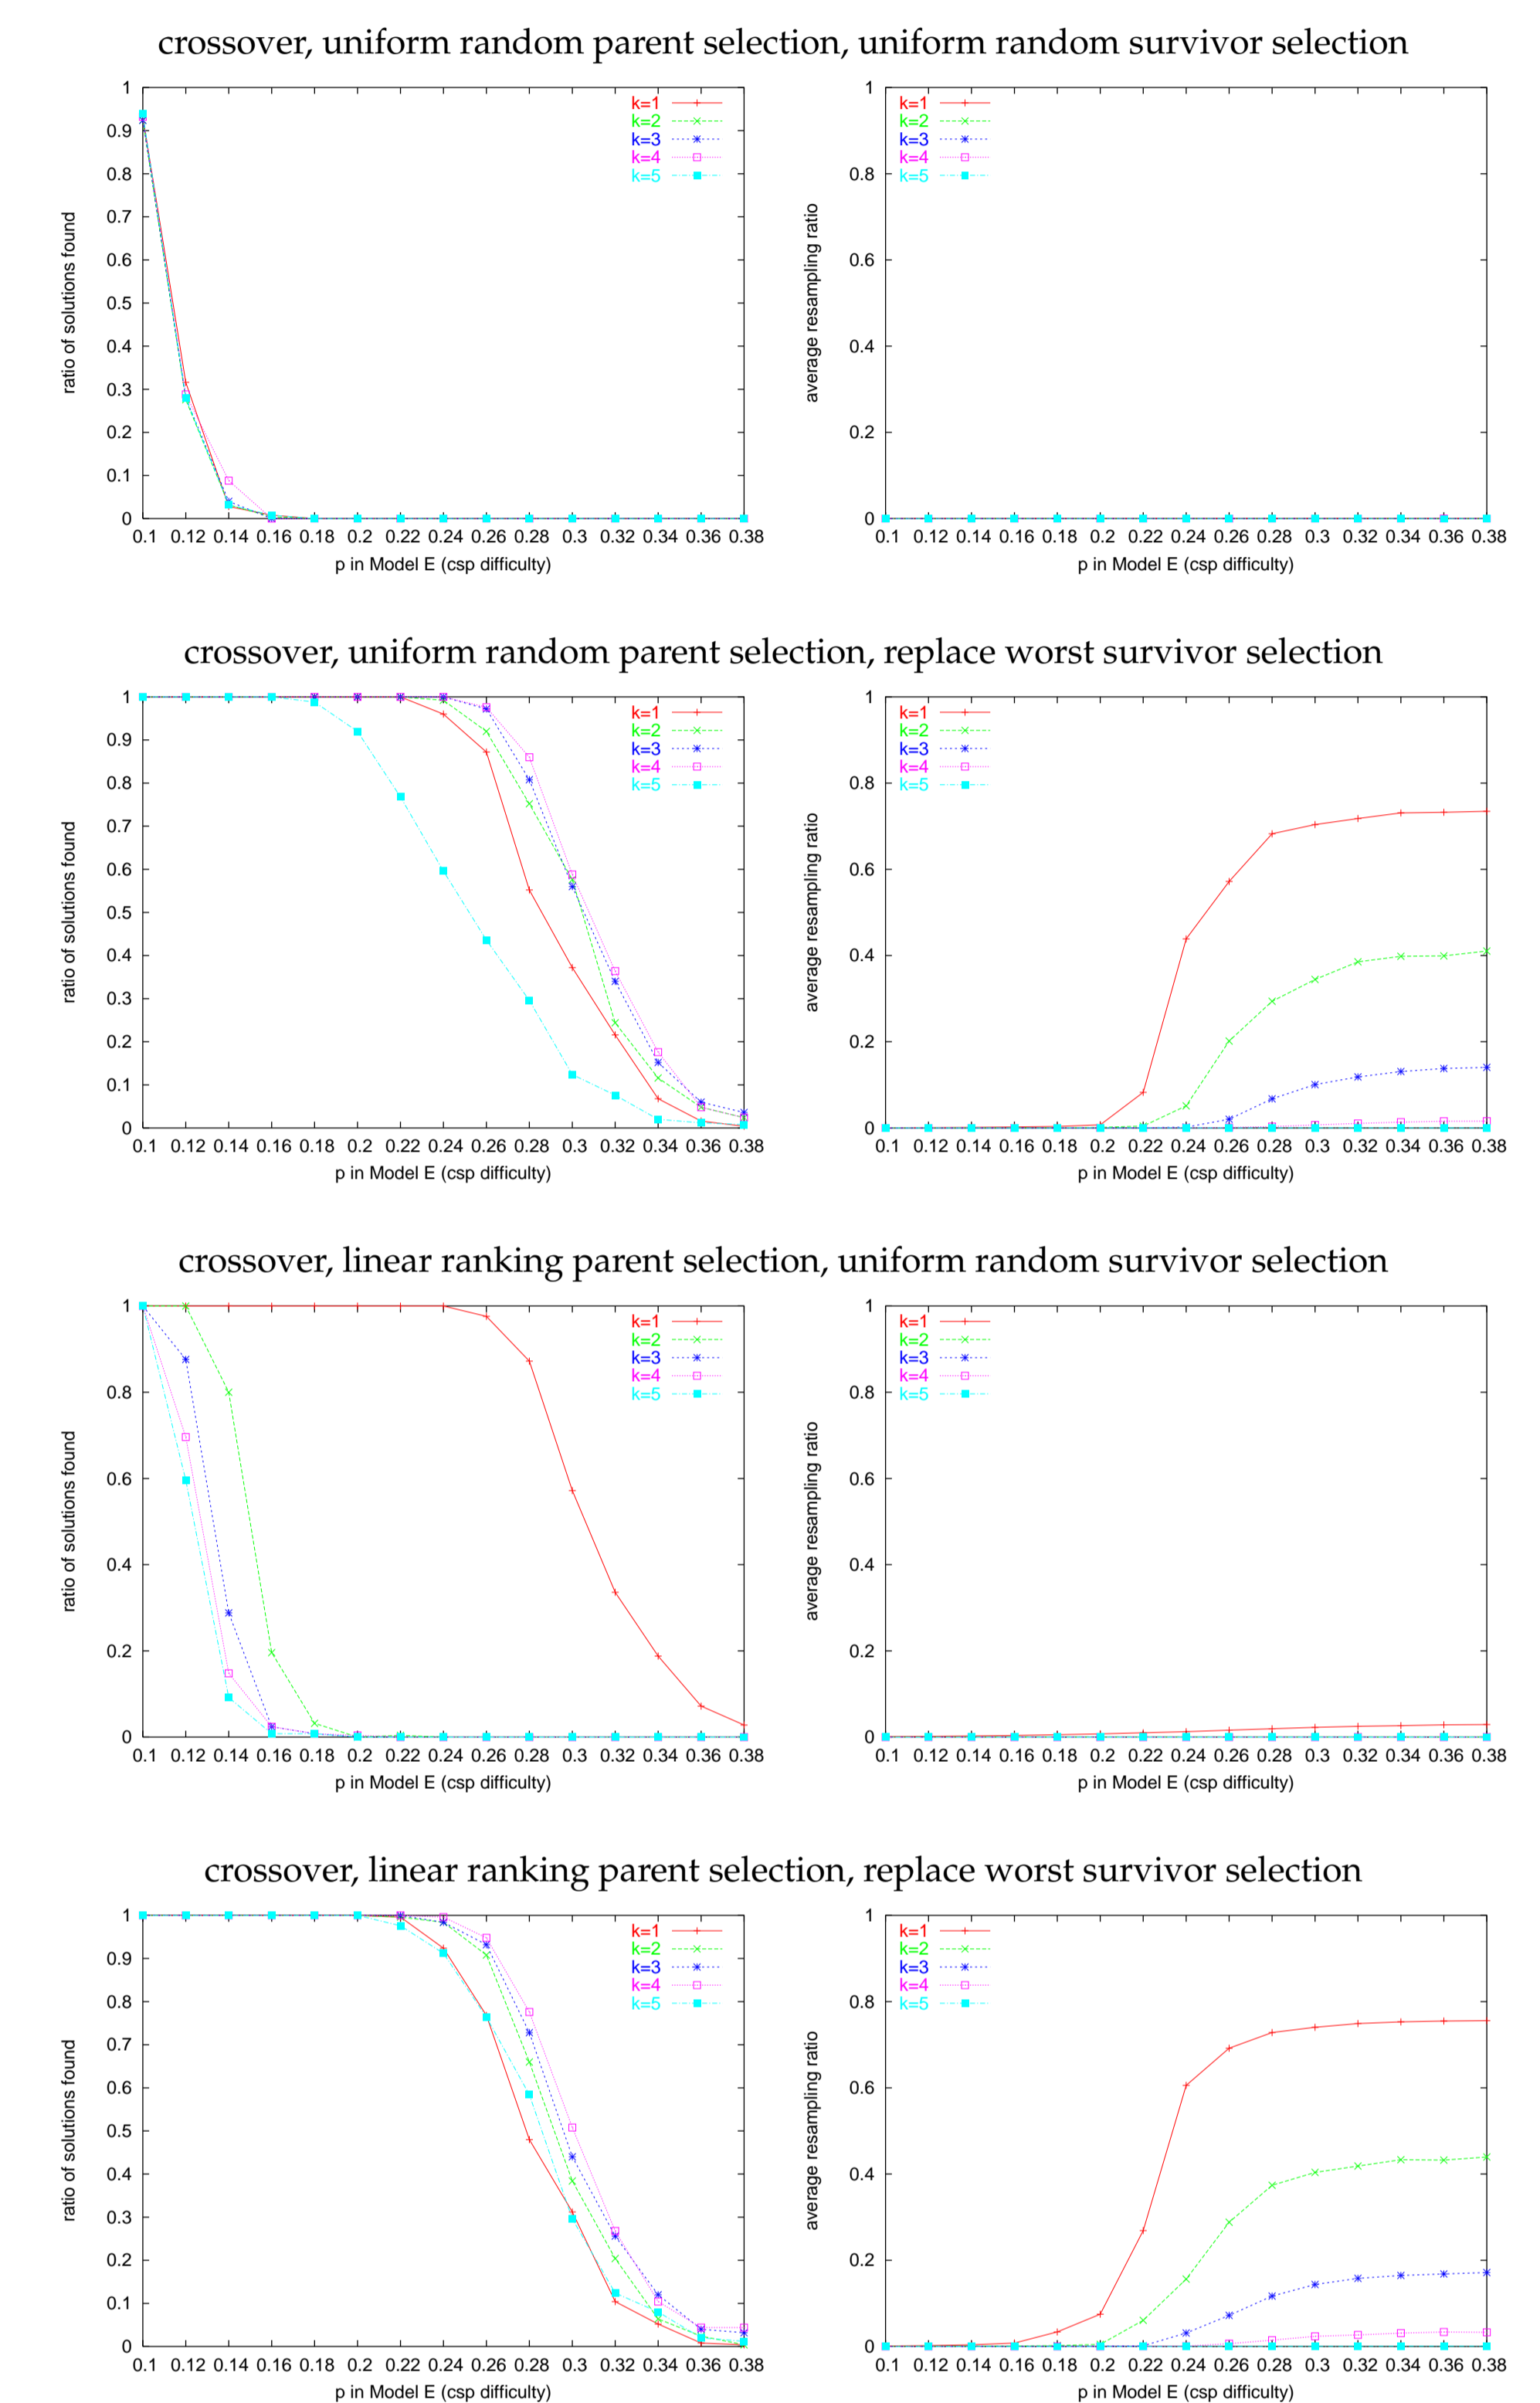 crossover, uniform random parent selection, uniform random survivor selection
1
0.9
0.8
0.7
0.6
0.5
0.4
0.3
0.2
0.1
0
ratio of solutions found
k=1
k=2
k=3
k=4
k=5
0.1 0.12 0.14 0.16 0.18 0.2 0.22 0.24 0.26 0.28 0.3 0.32 0.34 0.36 0.38
p in Model E (csp difficulty)
1
0.8
0.6
0.4
0.2
0
average resampling ratio
k=1
k=2
k=3
k=4
k=5
0.1 0.12 0.14 0.16 0.18 0.2 0.22 0.24 0.26 0.28 0.3 0.32 0.34 0.36 0.38
p in Model E (csp difficulty)
crossover, uniform random parent selection, replace worst survivor selection
1
0.9
0.8
0.7
0.6
0.5
0.4
0.3
0.2
0.1
0
ratio of solutions found
k=1
k=2
k=3
k=4
k=5
0.1 0.12 0.14 0.16 0.18 0.2 0.22 0.24 0.26 0.28 0.3 0.32 0.34 0.36 0.38
p in Model E (csp difficulty)
1
0.8
0.6
0.4
0.2
0
average resampling ratio
k=1
k=2
k=3
k=4
k=5
0.1 0.12 0.14 0.16 0.18 0.2 0.22 0.24 0.26 0.28 0.3 0.32 0.34 0.36 0.38
p in Model E (csp difficulty)
crossover, linear ranking parent selection, uniform random survivor selection
1
0.8
0.6
0.4
0.2
0
ratio of solutions found
k=1
k=2
k=3
k=4
k=5
0.1 0.12 0.14 0.16 0.18 0.2 0.22 0.24 0.26 0.28 0.3 0.32 0.34 0.36 0.38
p in Model E (csp difficulty)
1
0.8
0.6
0.4
0.2
0
average resampling ratio
k=1
k=2
k=3
k=4
k=5
0.1 0.12 0.14 0.16 0.18 0.2 0.22 0.24 0.26 0.28 0.3 0.32 0.34 0.36 0.38
p in Model E (csp difficulty)
crossover, linear ranking parent selection, replace worst survivor selection
1
0.9
0.8
0.7
0.6
0.5
0.4
0.3
0.2
0.1
0
ratio of solutions found
k=1
k=2
k=3
k=4
k=5
0.1 0.12 0.14 0.16 0.18 0.2 0.22 0.24 0.26 0.28 0.3 0.32 0.34 0.36 0.38
p in Model E (csp difficulty)
1
0.8
0.6
0.4
0.2
0
average resampling ratio
k=1
k=2
k=3
k=4
k=5
0.1 0.12 0.14 0.16 0.18 0.2 0.22 0.24 0.26 0.28 0.3 0.32 0.34 0.36 0.38
p in Model E (csp difficulty)